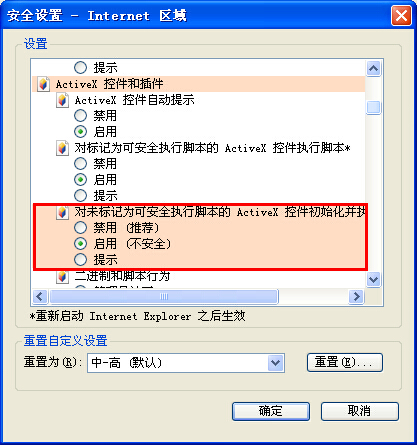 安全设置 - Internet 区域
设置
提示
ActiveX 控件和插件
ActiveX 控件自动提示
禁用
启用
对标记为可安全执行脚本的 ActiveX 控件执行脚本*
禁用
启用
提示
对未标记为可安全执行脚本的 ActiveX 控件初始化并执
禁用 (推荐)
启用 (不安全)
提示
二进制和脚本行为
*重新启动 Internet Explorer 之后生效
重置自定义设置
重置为(R): 中-高 (默认) 重置(E)...
确定 取消